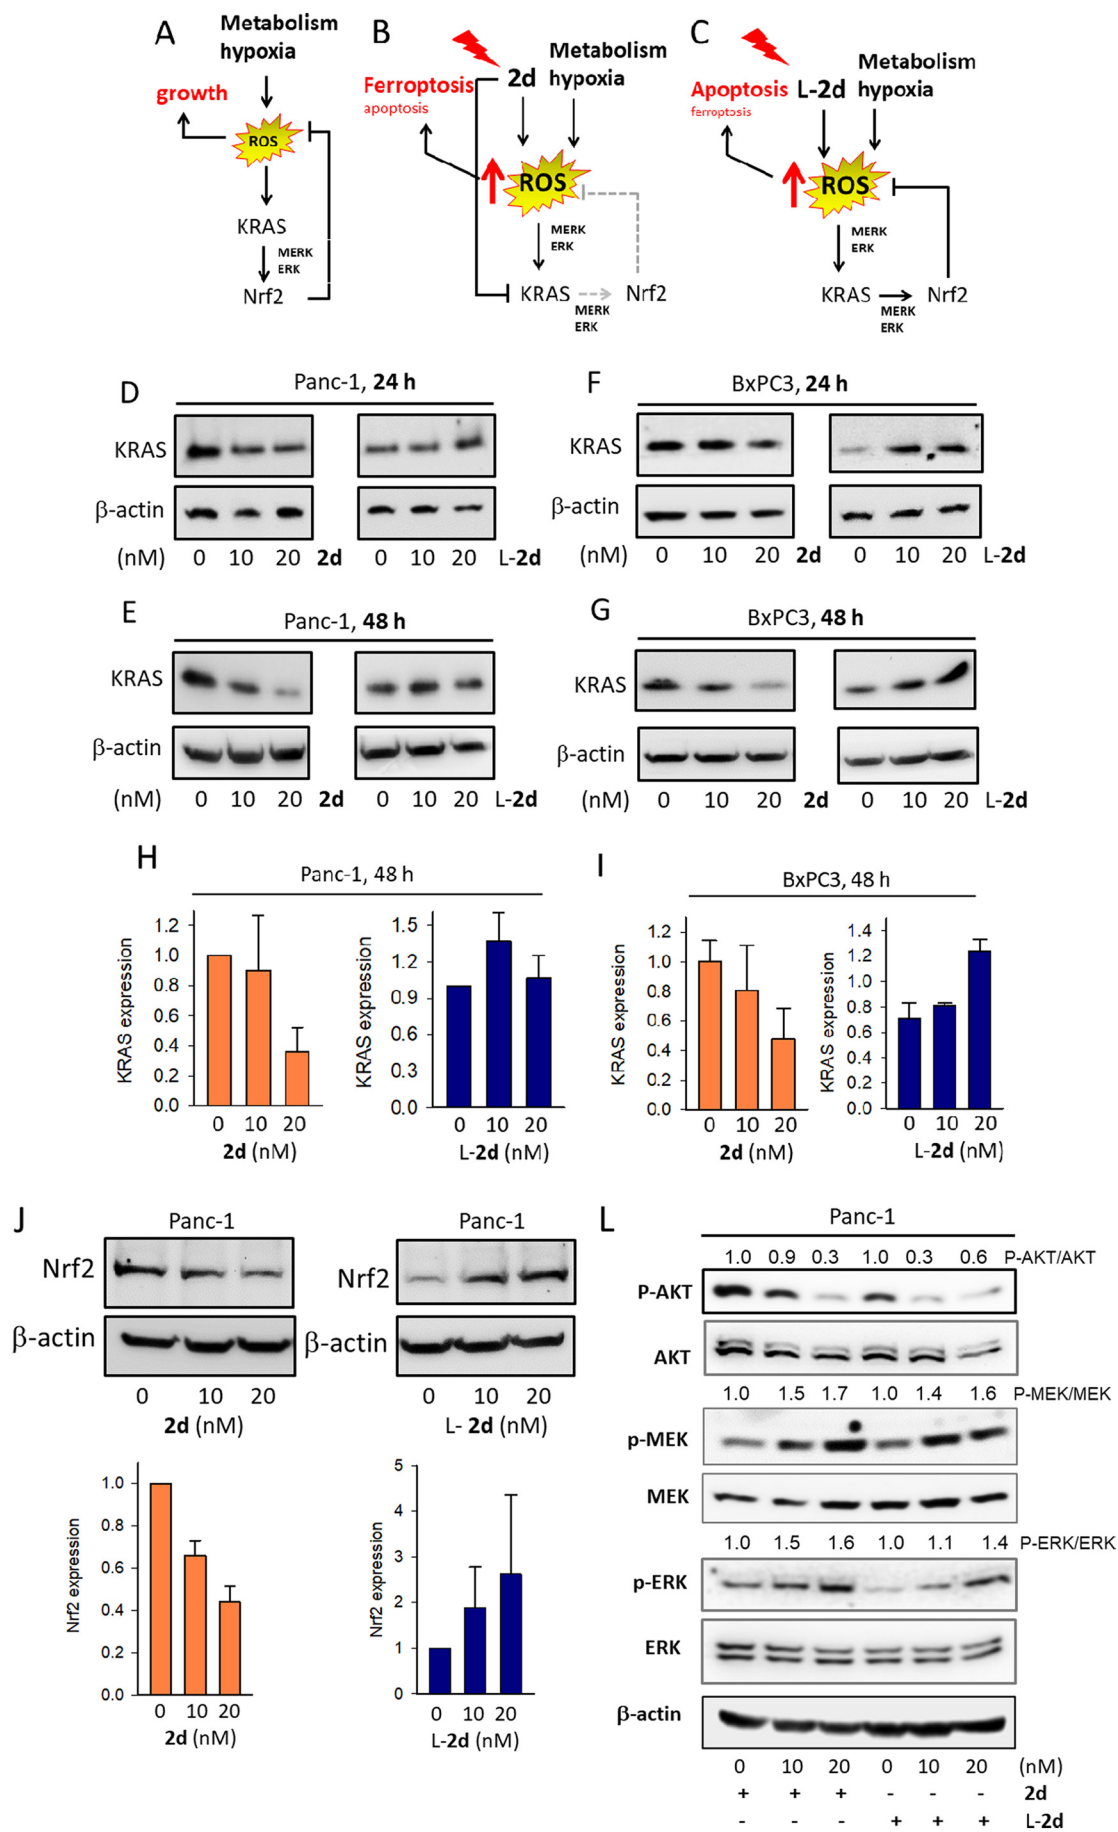 A
Metabolism
hypoxia
growth
ROS
KRAS
MERK
ERK
Nrf2
B
Ferroptosis
apoptosis
2d
Metabolism
hypoxia
ROS
MERK
ERK
KRAS
Nrf2
MERK
ERK
C
Apoptosis
ferroptosis
L-2d
Metabolism
hypoxia
ROS
MERK
ERK
KRAS
Nrf2
MERK
ERK
D
Panc-1, 24 h
KRAS
β-actin
(nM) 0 10 20 2d 0 10 20 L-2d
F
BxPC3, 24 h
KRAS
β-actin
(nM) 0 10 20 2d 0 10 20 L-2d
E
Panc-1, 48 h
KRAS
β-actin
(nM) 0 10 20 2d 0 10 20 L-2d
G
BxPC3, 48 h
KRAS
β-actin
(nM) 0 10 20 2d 0 10 20 L-2d
H
Panc-1, 48 h
KRAS expression
1.2
1.0
0.8
0.6
0.4
0.2
0.0
0 10 20
2d (nM)
KRAS expression
1.5
1.2
0.9
0.6
0.3
0.0
0 10 20
L-2d (nM)
I
BxPC3, 48 h
KRAS expression
1.2
1.0
0.8
0.6
0.4
0.2
0.0
0 10 20
2d (nM)
KRAS expression
1.4
1.2
1.0
0.8
0.6
0.4
0.2
0.0
0 10 20
L-2d (nM)
J
Panc-1
Nrf2
β-actin
0 10 20
2d (nM)
Panc-1
Nrf2
β-actin
0 10 20
L- 2d (nM)
Nrf2 expression
1.0
0.8
0.6
0.4
0.2
0.0
0 10 20
2d (nM)
Nrf2 expression
5
4
3
2
1
0
0 10 20
L-2d (nM)
L
Panc-1
1.0 0.9 0.3 1.0 0.3 0.6 P-AKT/AKT
P-AKT
AKT
1.0 1.5 1.7 1.0 1.4 1.6 P-MEK/MEK
p-MEK
MEK
1.0 1.5 1.6 1.0 1.1 1.4 P-ERK/ERK
p-ERK
ERK
β-actin
0 10 20 0 10 20 (nM)
+ + + - - - 2d
- - - + + + L-2d